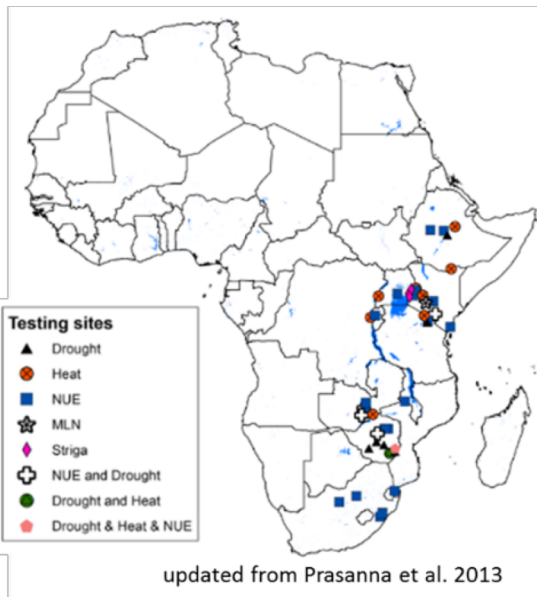 Testing sites
Drought
Heat
NUE
MLN
Striga
NUE and Drought
Drought and Heat
Drought & Heat & NUE
updated from Prasanna et al. 2013